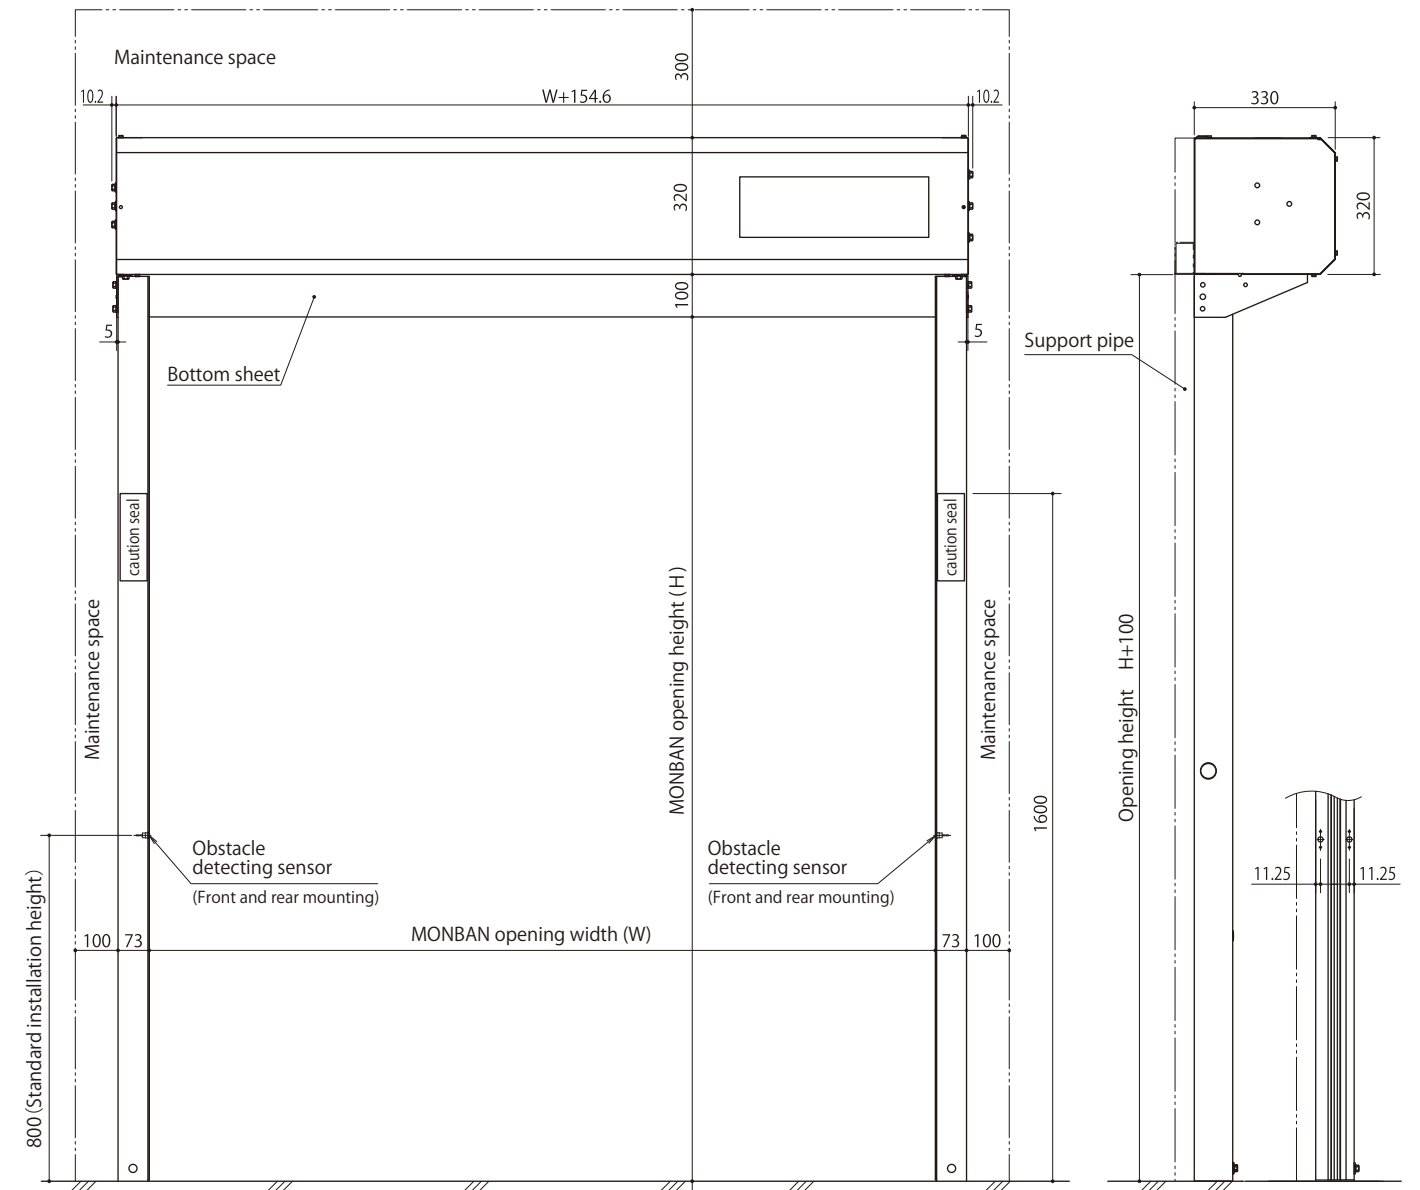 Maintenance space
300
10.2
W+154.6
10.2
330
320
320
100
5
5
Bottom sheet
Support pipe
caution seal
caution seal
Maintenance space
MONBAN opening height (H)
Maintenance space
Opening height H+100
1600
Obstacle
detecting sensor
(Front and rear mounting)
Obstacle
detecting sensor
(Front and rear mounting)
11.25
11.25
800 (Standard installation height)
100
73
MONBAN opening width (W)
73
100